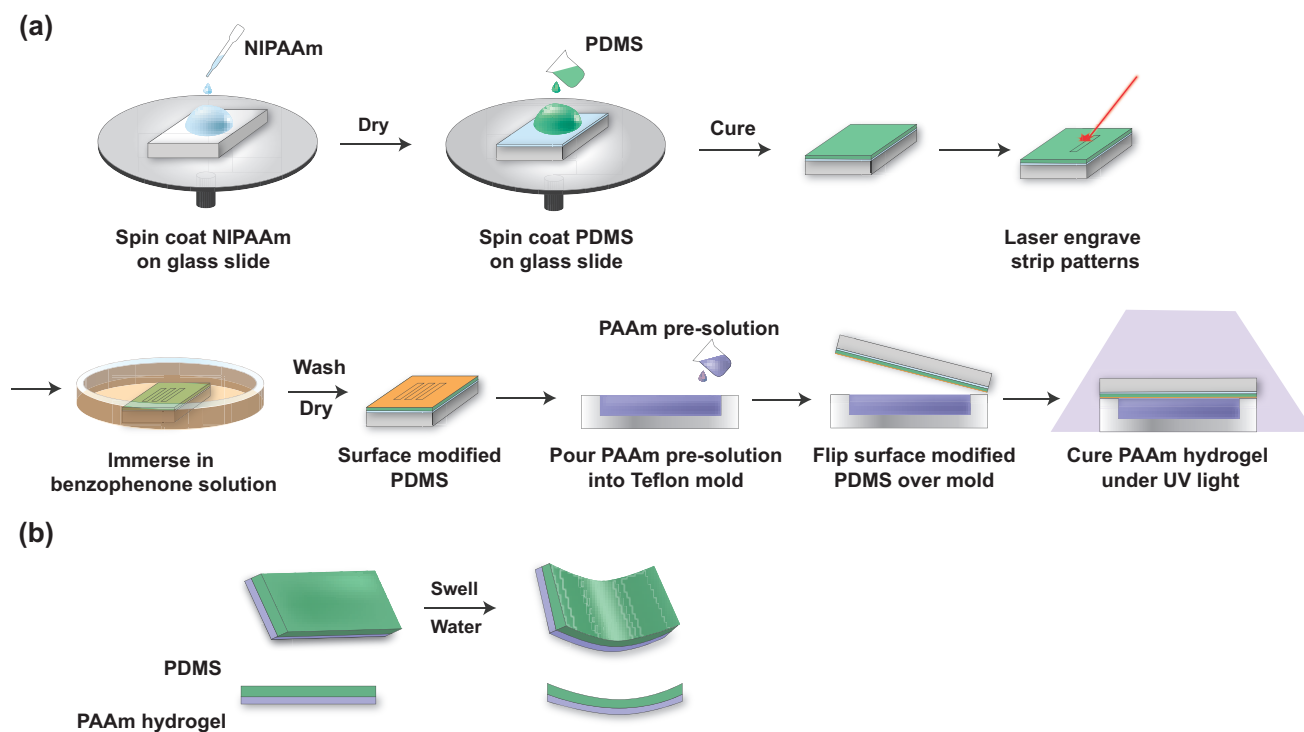 (a)
NIPAAm
PDMS
Dry
Cure
Spin coat NIPAAm
on glass slide
Spin coat PDMS
on glass slide
Laser engrave
strip patterns
PAAm pre-solution
Wash
Dry
Immerse in
benzophenone solution
Surface modified
PDMS
Pour PAAm pre-solution
into Teflon mold
Flip surface modified
PDMS over mold
Cure PAAm hydrogel
under UV light
(b)
Swell
Water
PDMS
PAAm hydrogel